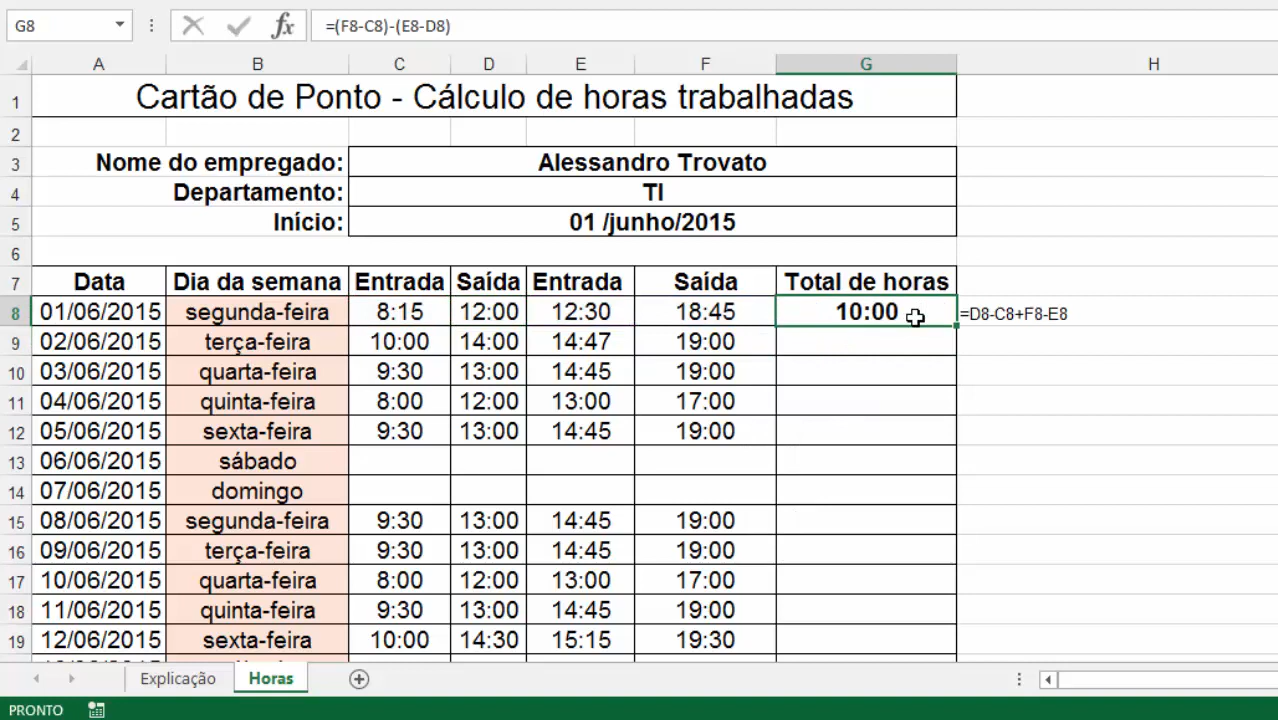 G8 fx =(F8-C8)-(E8-D8)
A B C D E F G H
1 Cartão de Ponto - Cálculo de horas trabalhadas
2
3 Nome do empregado: Alessandro Trovato
4 Departamento: TI
5 Início: 01 /junho/2015
6
7 Data Dia da semana Entrada Saída Entrada Saída Total de horas
8 01/06/2015 segunda-feira 8:15 12:00 12:30 18:45 10:00 =D8-C8+F8-E8
9 02/06/2015 terça-feira 10:00 14:00 14:47 19:00
10 03/06/2015 quarta-feira 9:30 13:00 14:45 19:00
11 04/06/2015 quinta-feira 8:00 12:00 13:00 17:00
12 05/06/2015 sexta-feira 9:30 13:00 14:45 19:00
13 06/06/2015 sábado
14 07/06/2015 domingo
15 08/06/2015 segunda-feira 9:30 13:00 14:45 19:00
16 09/06/2015 terça-feira 9:30 13:00 14:45 19:00
17 10/06/2015 quarta-feira 8:00 12:00 13:00 17:00
18 11/06/2015 quinta-feira 9:30 13:00 14:45 19:00
19 12/06/2015 sexta-feira 10:00 14:30 15:15 19:30
Explicação Horas
PRONTO